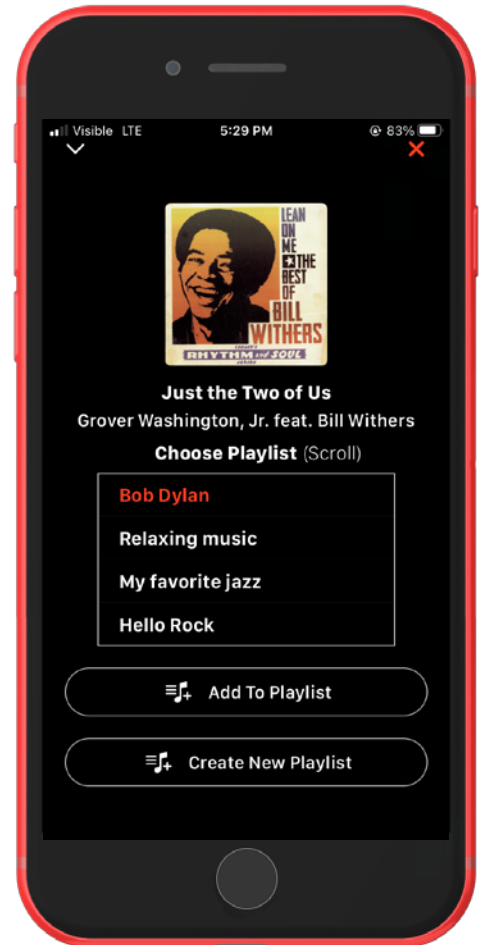 Visible LTE 5:29 PM 83%
LEAN
ON
ME
THE
BEST
OF
BILL
WITHERS
RHYTHM and SOUL
Just the Two of Us
Grover Washington, Jr. feat. Bill Withers
Choose Playlist (Scroll)
Bob Dylan
Relaxing music
My favorite jazz
Hello Rock
Add To Playlist
Create New Playlist